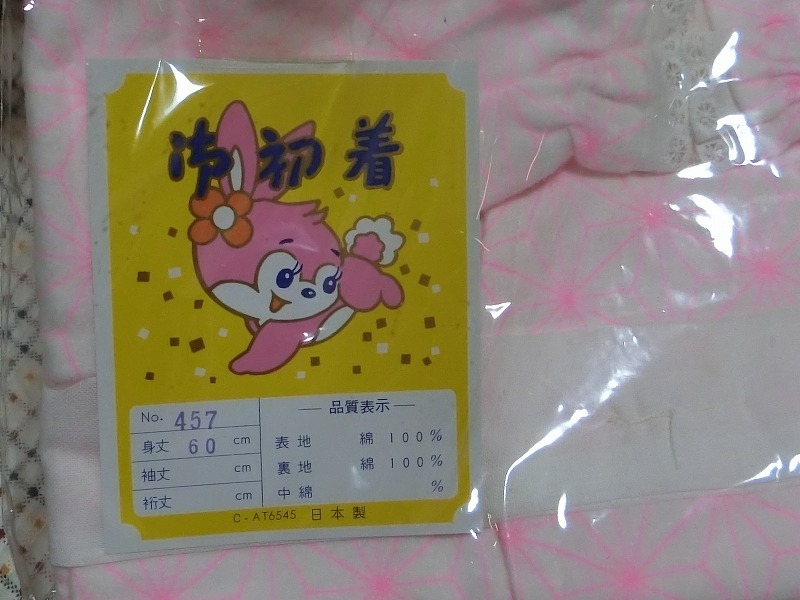 御初着
No. 457
身丈 60 cm
袖丈 cm
裄丈 cm
— 品質表示 —
表地 綿 100%
裏地 綿 100%
中綿 %
C-AT6545 日本製